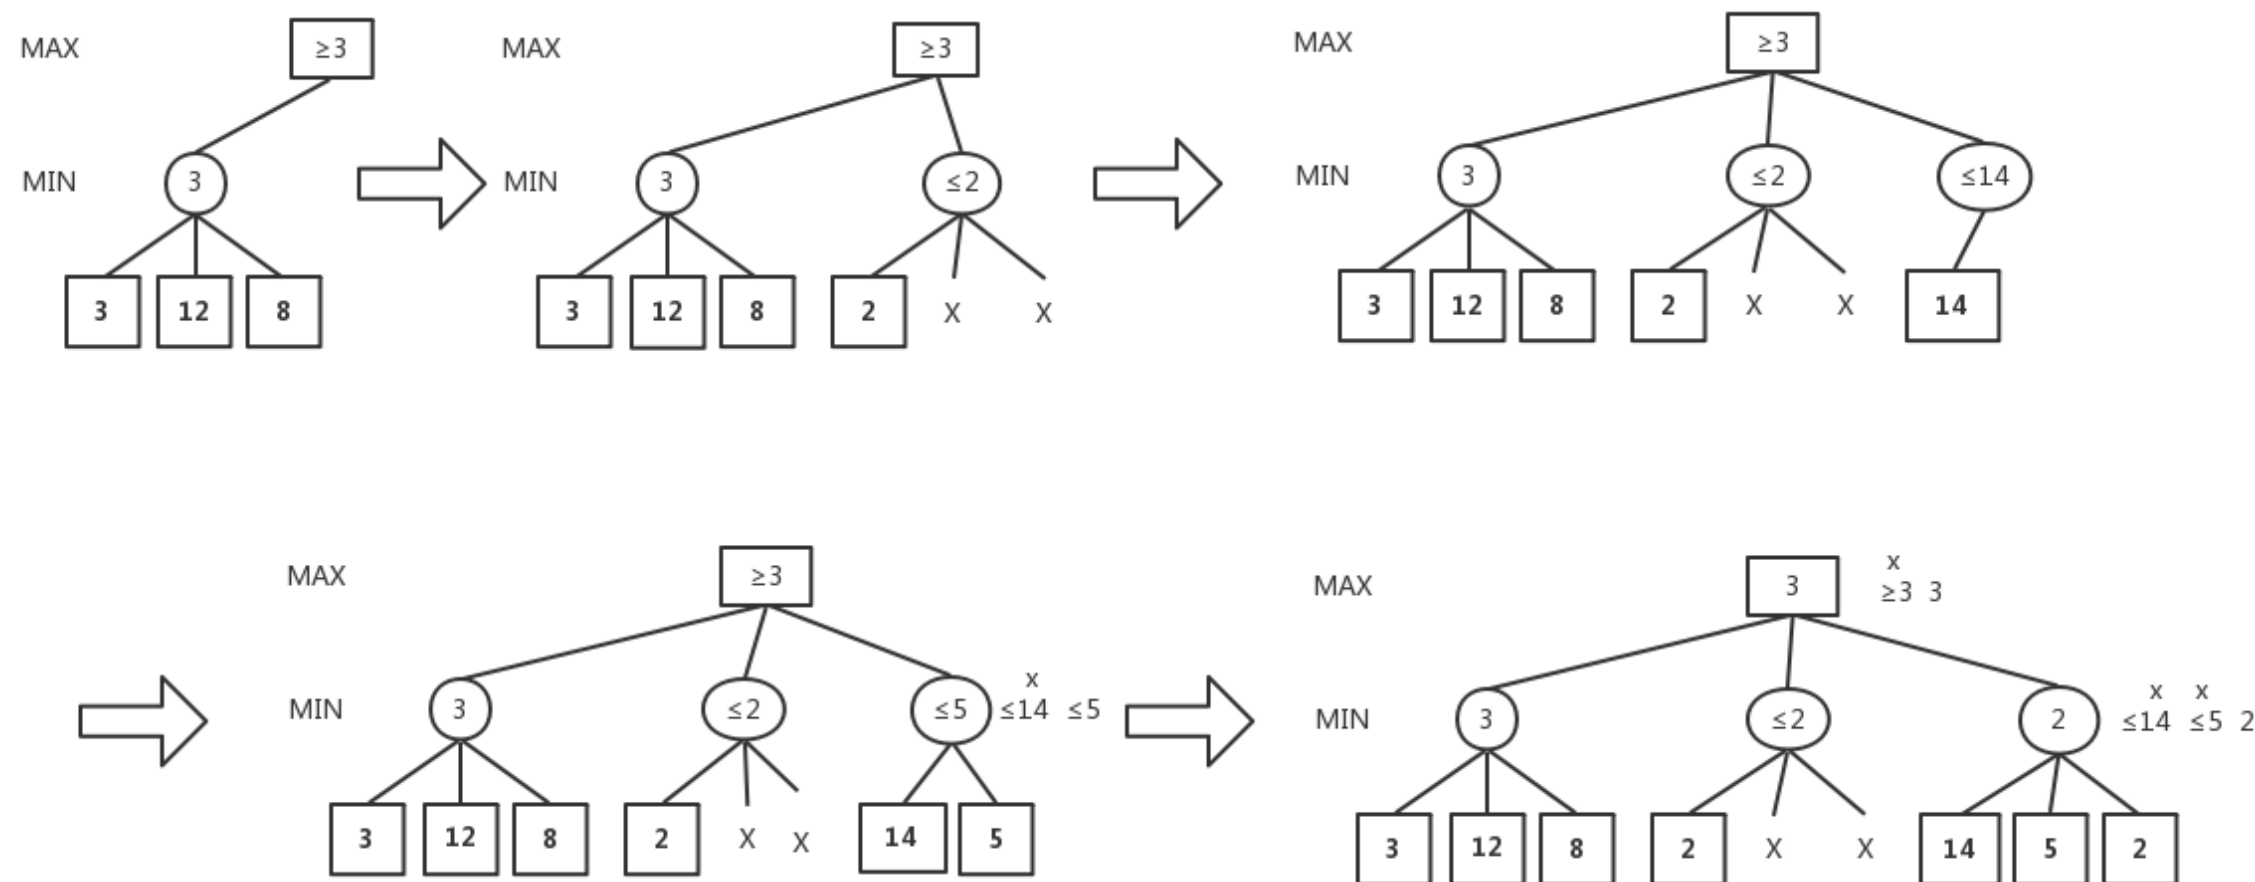 MAX ≥3 MAX ≥3 MAX ≥3
MIN 3 MIN 3 ≤2 MIN 3 ≤2 ≤14
3 12 8 3 12 8 2 X X 3 12 8 2 X X 14
x
MAX ≥3 MAX 3 ≥3 3
x x x
MIN 3 ≤2 ≤5 ≤14 ≤5 MIN 3 ≤2 2 ≤14 ≤5 2
3 12 8 2 X X 14 5 3 12 8 2 X X 14 5 2